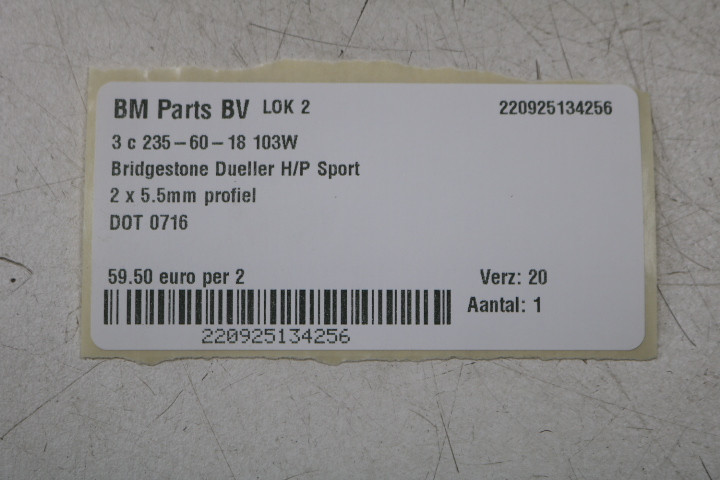 BM Parts BV LOK 2 220925134256
3 c 235-60-18 103W
Bridgestone Dueller H/P Sport
2 x 5.5mm profiel
DOT 0716
59.50 euro per 2 Verz: 20
Aantal: 1
220925134256